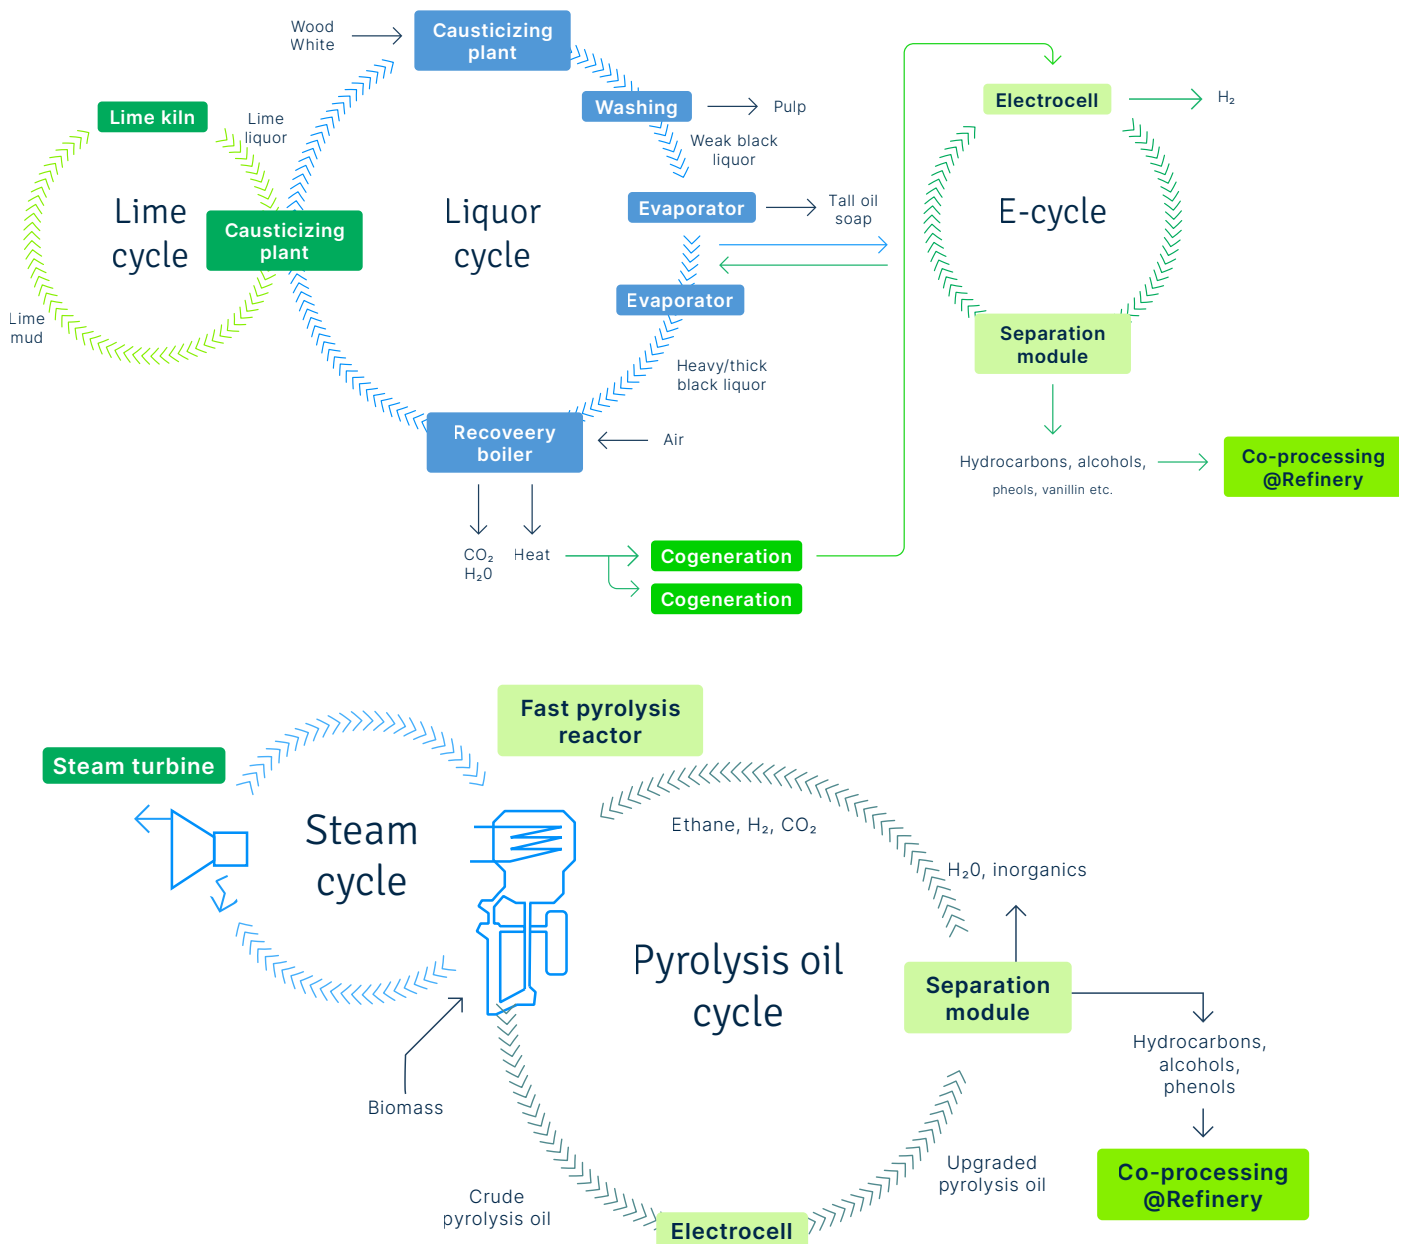 Wood
White
Causticizing
plant
Washing
Pulp
Lime kiln
Lime
liquor
Weak black
liquor
Electrocell
H₂
Lime
cycle
Causticizing
plant
Liquor
cycle
Evaporator
Tall oil
soap
E-cycle
Evaporator
Lime
mud
Separation
module
Heavy/thick
black liquor
Recoveery
boiler
Air
Hydrocarbons, alcohols,
pheols, vanillin etc.
Co-processing
@Refinery
CO₂
H₂0
Heat
Cogeneration
Cogeneration
Fast pyrolysis
reactor
Steam turbine
Steam
cycle
Ethane, H₂, CO₂
H₂0, inorganics
Pyrolysis oil
cycle
Separation
module
Hydrocarbons,
alcohols,
phenols
Biomass
Crude
pyrolysis oil
Upgraded
pyrolysis oil
Co-processing
@Refinery
Electrocell